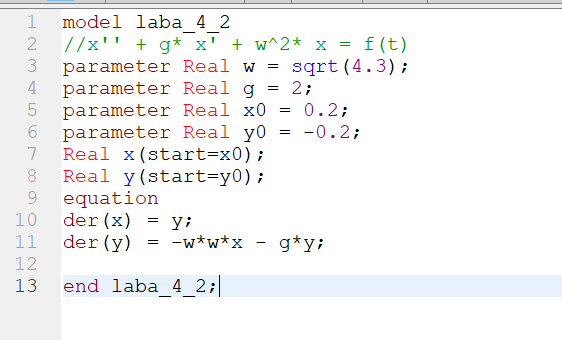 1 model laba_4_2
2 //x'' + g* x' + w^2* x = f(t)
3 parameter Real w = sqrt(4.3);
4 parameter Real g = 2;
5 parameter Real x0 = 0.2;
6 parameter Real y0 = -0.2;
7 Real x(start=x0);
8 Real y(start=y0);
9 equation
10 der(x) = y;
11 der(y) = -w*w*x - g*y;
12
13 end laba_4_2;